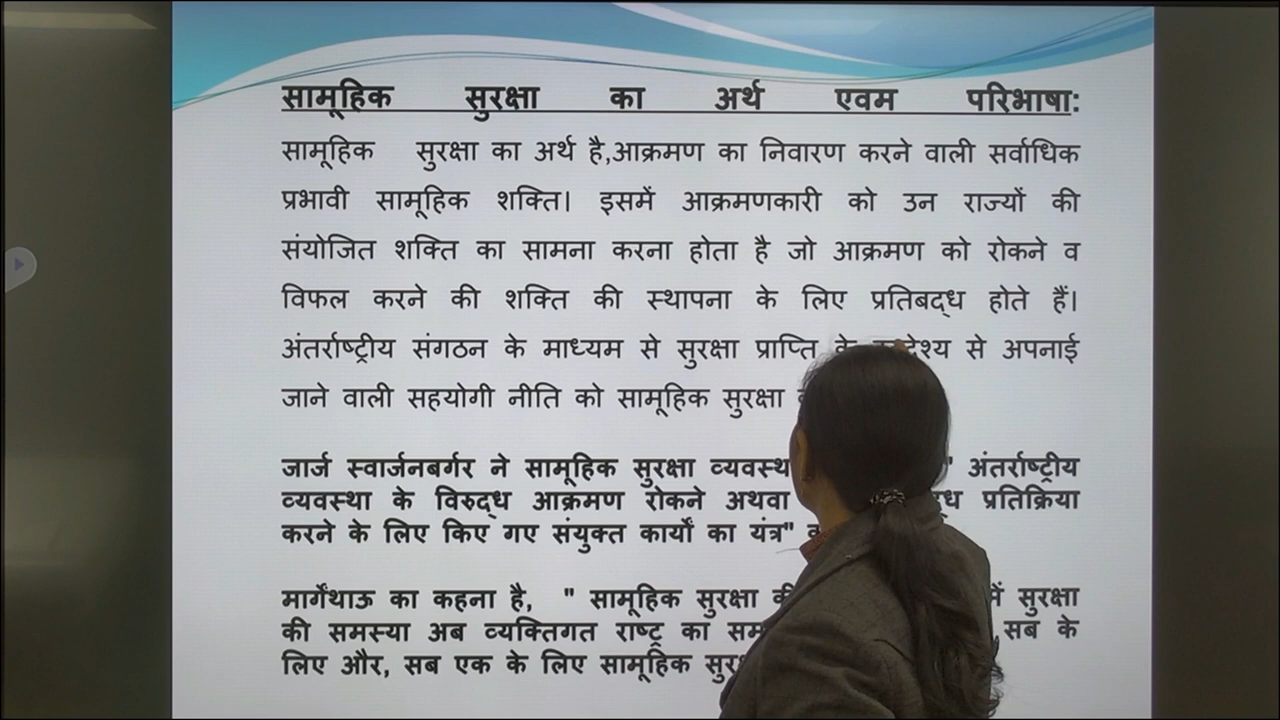 सामूहिक सुरक्षा का अर्थ एवम परिभाषा:
सामूहिक सुरक्षा का अर्थ है,आक्रमण का निवारण करने वाली सर्वाधिक
प्रभावी सामूहिक शक्ति। इसमें आक्रमणकारी को उन राज्यों की
संयोजित शक्ति का सामना करना होता है जो आक्रमण को रोकने व
विफल करने की शक्ति की स्थापना के लिए प्रतिबद्ध होते हैं।
अंतर्राष्ट्रीय संगठन के माध्यम से सुरक्षा प्राप्ति के से अपनाई
जाने वाली सहयोगी नीति को सामूहिक सुरक्षा
जार्ज स्वार्जनबर्गर ने सामूहिक सुरक्षा " अंतर्राष्ट्रीय
व्यवस्था के विरुद्ध आक्रमण रोकने अथवा प्रतिक्रिया
करने के लिए किए गए संयुक्त कार्यों का यंत्र"
मार्गेंथाऊ का कहना है, " सामूहिक सुरक्षा सुरक्षा
की समस्या अब व्यक्तिगत राष्ट्र का सब के
लिए और, सब एक के लिए सामूहिक